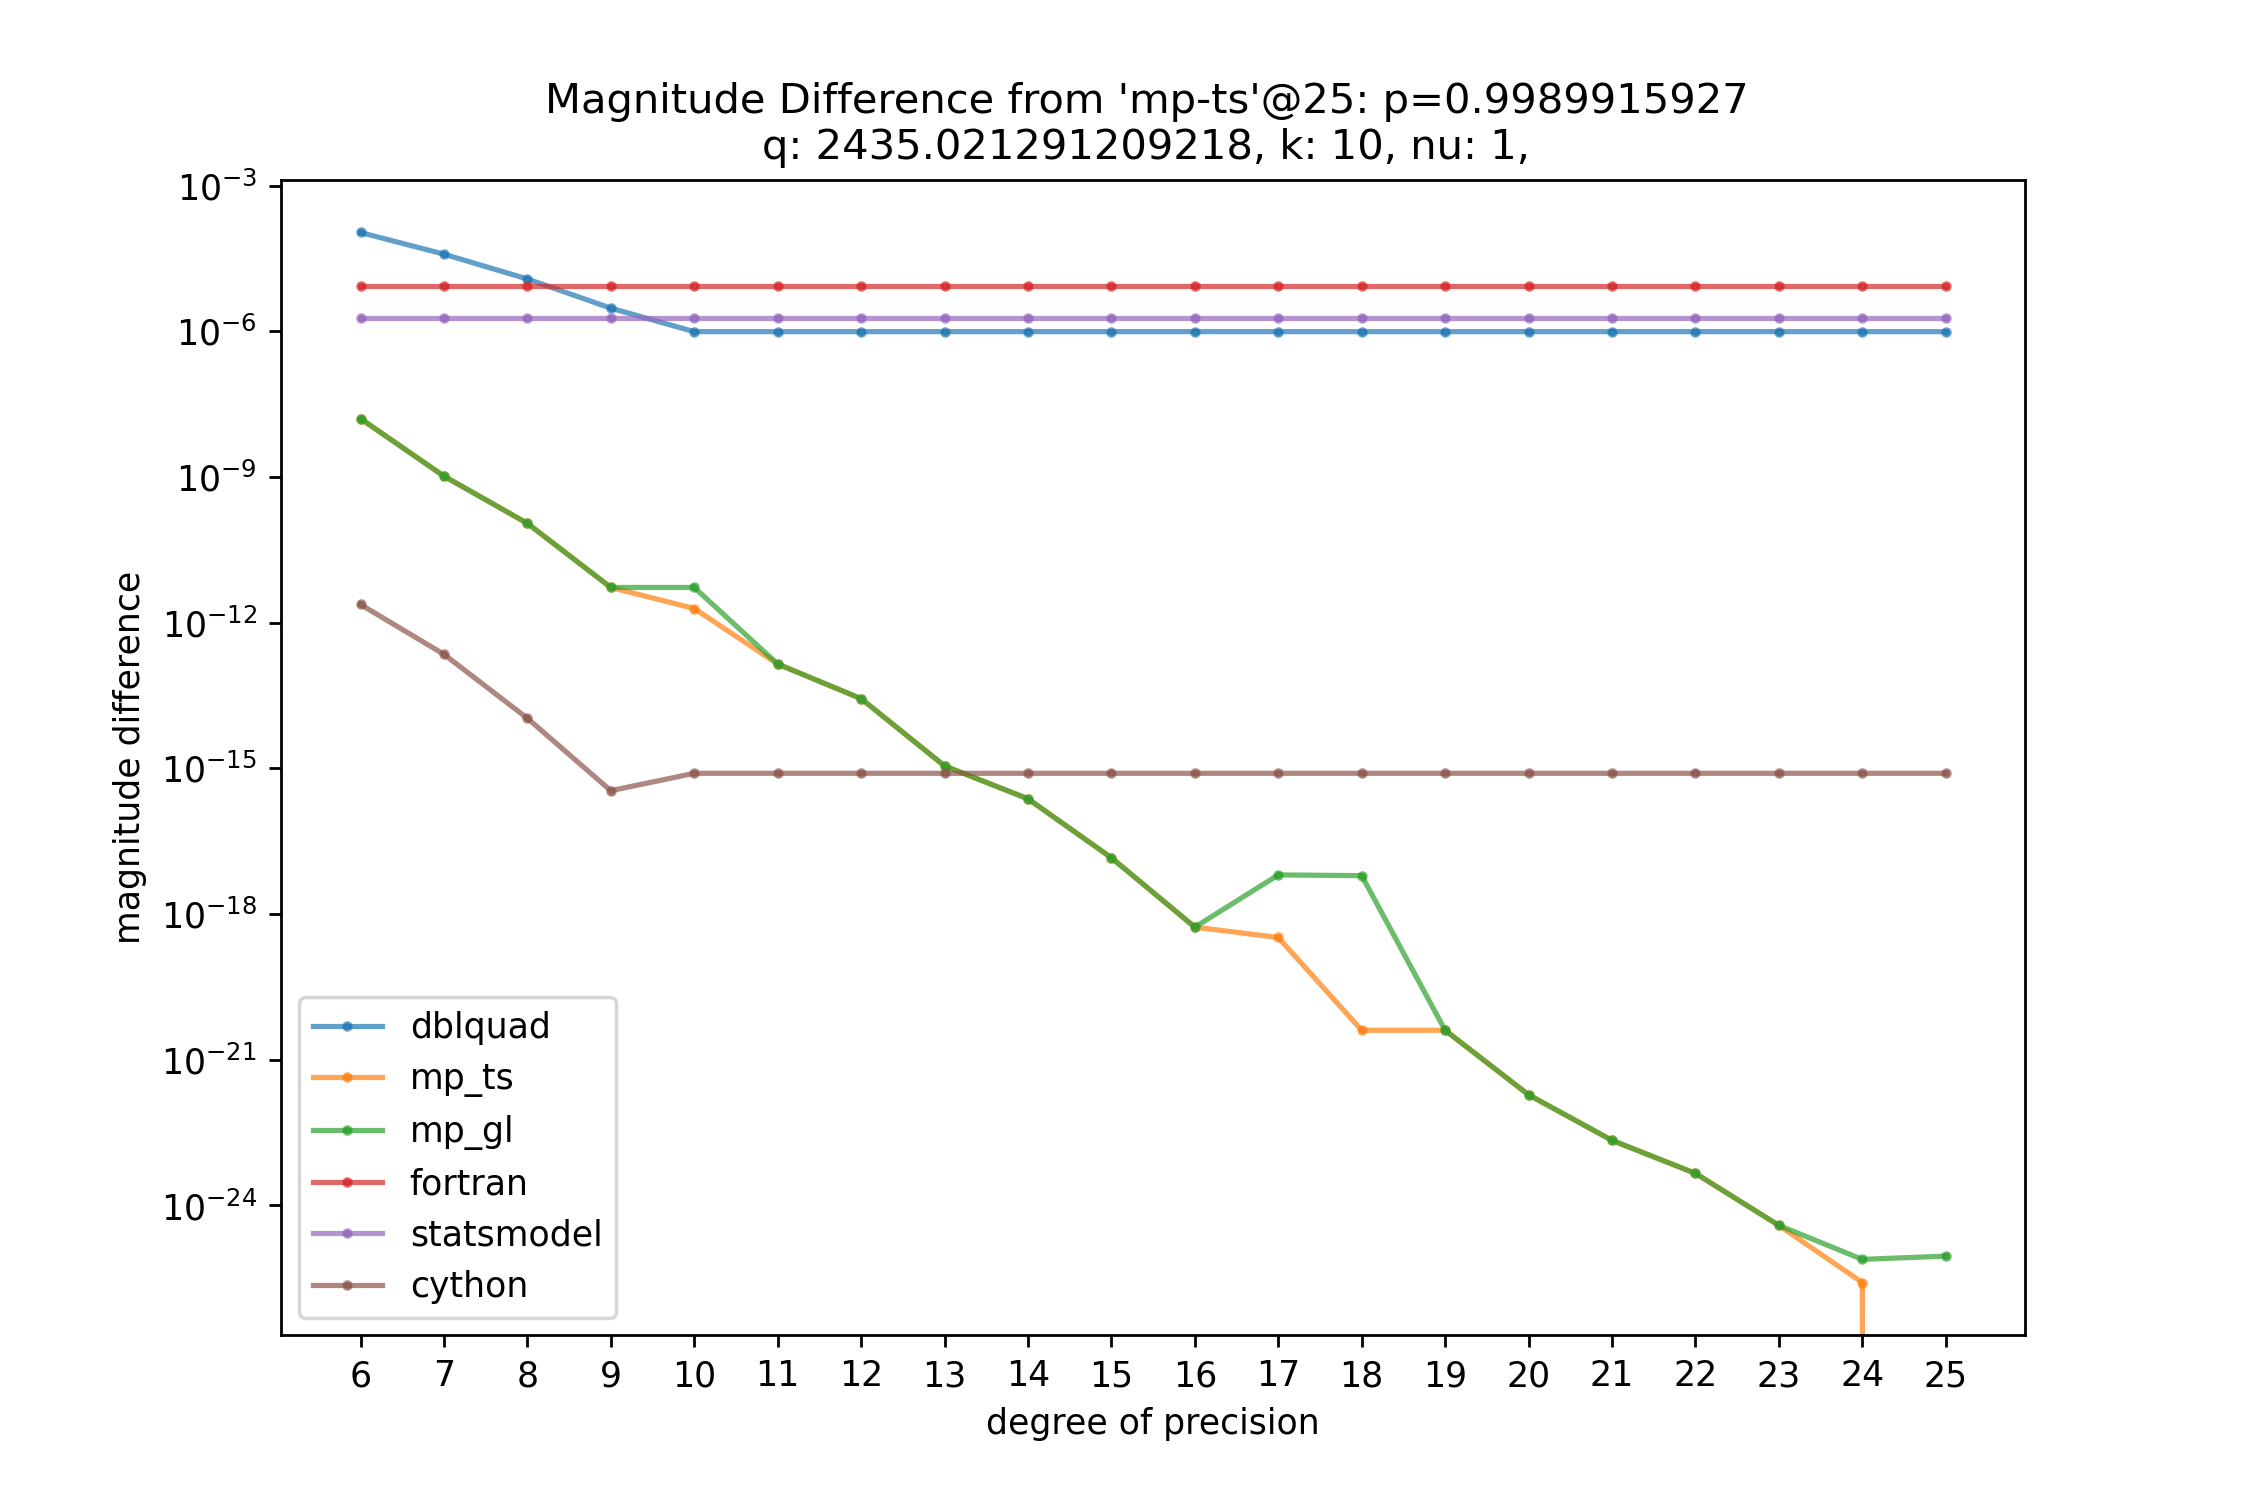 Magnitude Difference from 'mp-ts'@25: p=0.9989915927
q: 2435.021291209218, k: 10, nu: 1,
10⁻³
10⁻⁶
10⁻⁹
10⁻¹²
10⁻¹⁵
10⁻¹⁸
10⁻²¹
10⁻²⁴
magnitude difference
dblquad
mp_ts
mp_gl
fortran
statsmodel
cython
6 7 8 9 10 11 12 13 14 15 16 17 18 19 20 21 22 23 24 25
degree of precision